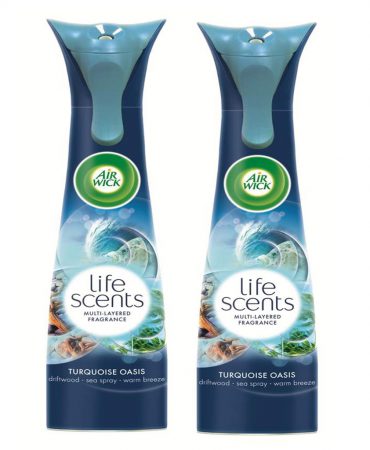 AIR
WICK
life
scents
MULTI-LAYERED
FRAGRANCE
TURQUOISE OASIS
driftwood - sea spray - warm breeze
AIR
WICK
life
scents
MULTI-LAYERED
FRAGRANCE
TURQUOISE OASIS
driftwood - sea spray - warm breeze